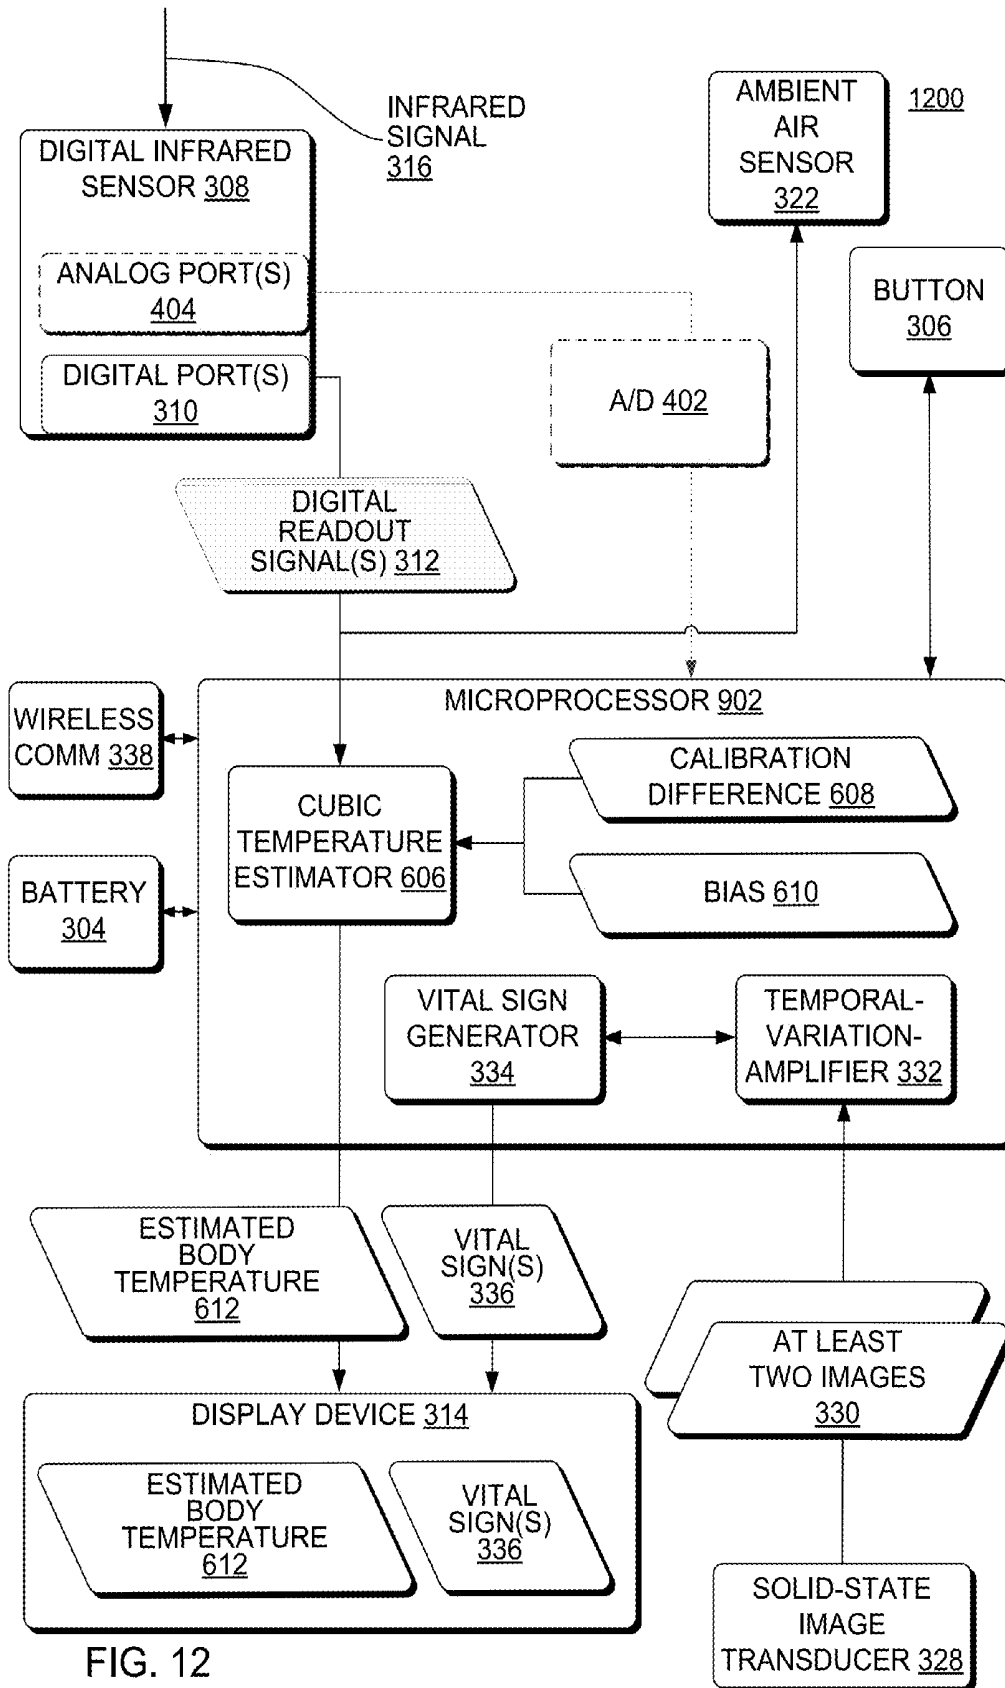 INFRARED
SIGNAL
316
AMBIENT
AIR
SENSOR
322
1200
DIGITAL INFRARED
SENSOR 308
ANALOG PORT(S)
404
DIGITAL PORT(S)
310
A/D 402
BUTTON
306
DIGITAL
READOUT
SIGNAL(S) 312
WIRELESS
COMM 338
BATTERY
304
MICROPROCESSOR 902
CUBIC
TEMPERATURE
ESTIMATOR 606
CALIBRATION
DIFFERENCE 608
BIAS 610
VITAL SIGN
GENERATOR
334
TEMPORAL-
VARIATION-
AMPLIFIER 332
ESTIMATED
BODY
TEMPERATURE
612
VITAL
SIGN(S)
336
AT LEAST
TWO IMAGES
330
DISPLAY DEVICE 314
ESTIMATED
BODY
TEMPERATURE
612
VITAL
SIGN(S)
336
SOLID-STATE
IMAGE
TRANSDUCER 328
FIG. 12